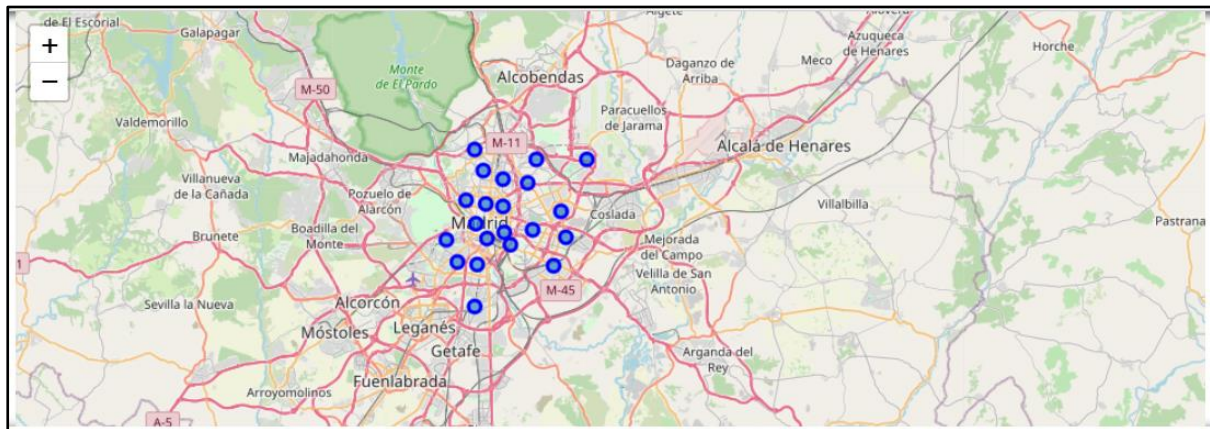 de El Escorial
Galapagar
+
−
M-50
Monte
de El Pardo
Alcobendas
Daganzo de
Arriba
Meco
Azuqueca
de Henares
Horche
Valdemorillo
Paracuellos
de Jarama
Majadahonda
M-11
Alcalá de Henares
Villanueva
de la Cañada
Pozuelo de
Alarcón
Madrid
Coslada
Villalbilla
Pastrana
Brunete
Boadilla del
Monte
Mejorada
del Campo
Velilla de San
Antonio
Sevilla la Nueva
Alcorcón
M-45
Móstoles
Leganés
Getafe
Arganda del
Rey
Fuenlabrada
Arroyomolinos
A-5